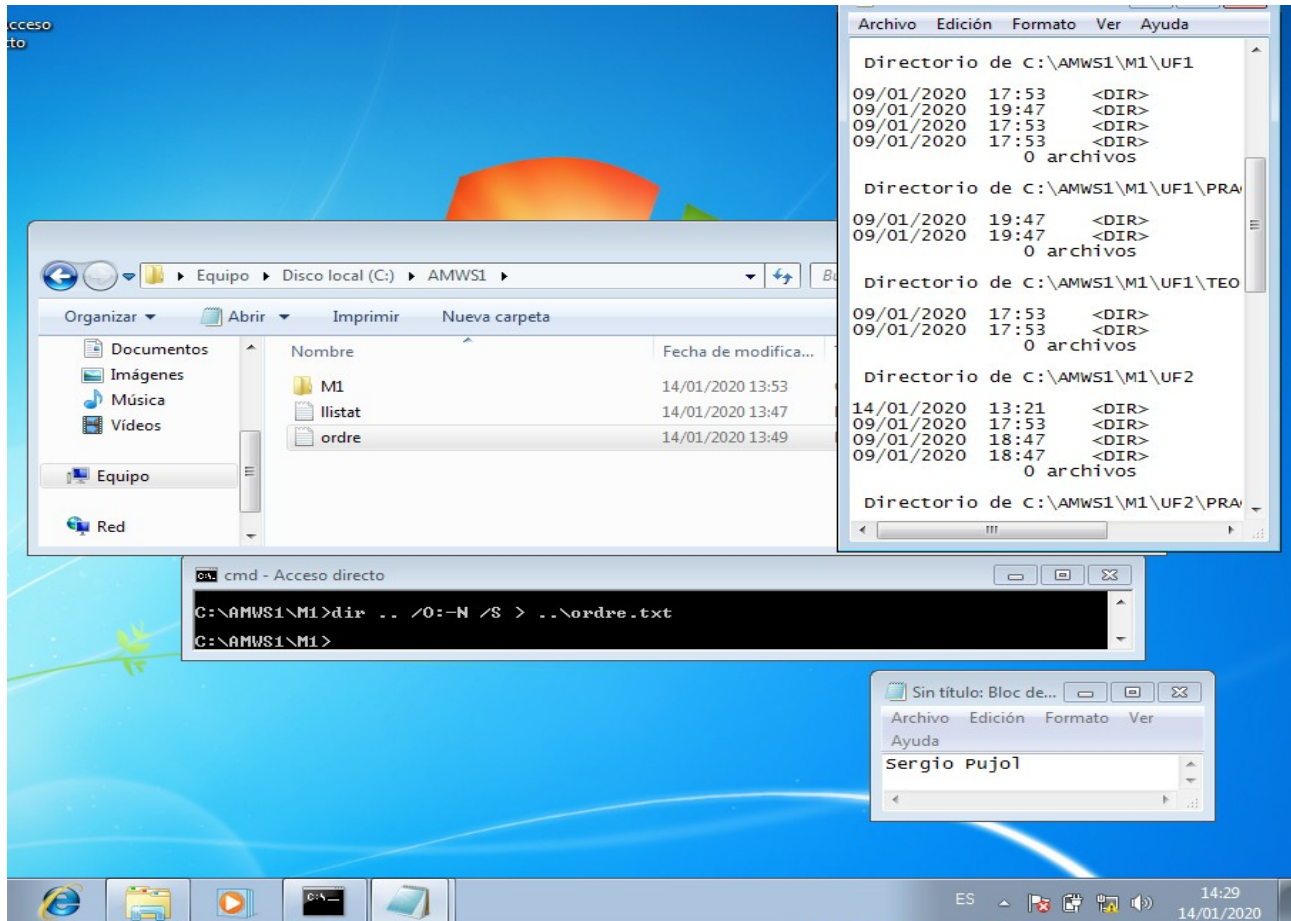 cceso
cto
Archivo Edición Formato Ver Ayuda
Directorio de C:\AMWS1\M1\UF1
09/01/2020 17:53 <DIR>
09/01/2020 19:47 <DIR>
09/01/2020 17:53 <DIR>
09/01/2020 17:53 <DIR>
0 archivos
Directorio de C:\AMWS1\M1\UF1\PRA
09/01/2020 19:47 <DIR>
09/01/2020 19:47 <DIR>
0 archivos
Directorio de C:\AMWS1\M1\UF1\TEO
09/01/2020 17:53 <DIR>
09/01/2020 17:53 <DIR>
0 archivos
Directorio de C:\AMWS1\M1\UF2
14/01/2020 13:21 <DIR>
09/01/2020 17:53 <DIR>
09/01/2020 18:47 <DIR>
09/01/2020 18:47 <DIR>
0 archivos
Directorio de C:\AMWS1\M1\UF2\PRA
Equipo Disco local (C:) AMWS1
Organizar Abrir Imprimir Nueva carpeta
Documentos
Imágenes
Música
Vídeos
Equipo
Red
Nombre Fecha de modifica...
M1 14/01/2020 13:53
llistat 14/01/2020 13:47
ordre 14/01/2020 13:49
cmd - Acceso directo
C:\AMWS1\M1>dir .. /O:-N /S > ..\ordre.txt
C:\AMWS1\M1>
Sin título: Bloc de...
Archivo Edición Formato Ver
Ayuda
Sergio Pujol
ES 14:29
14/01/2020